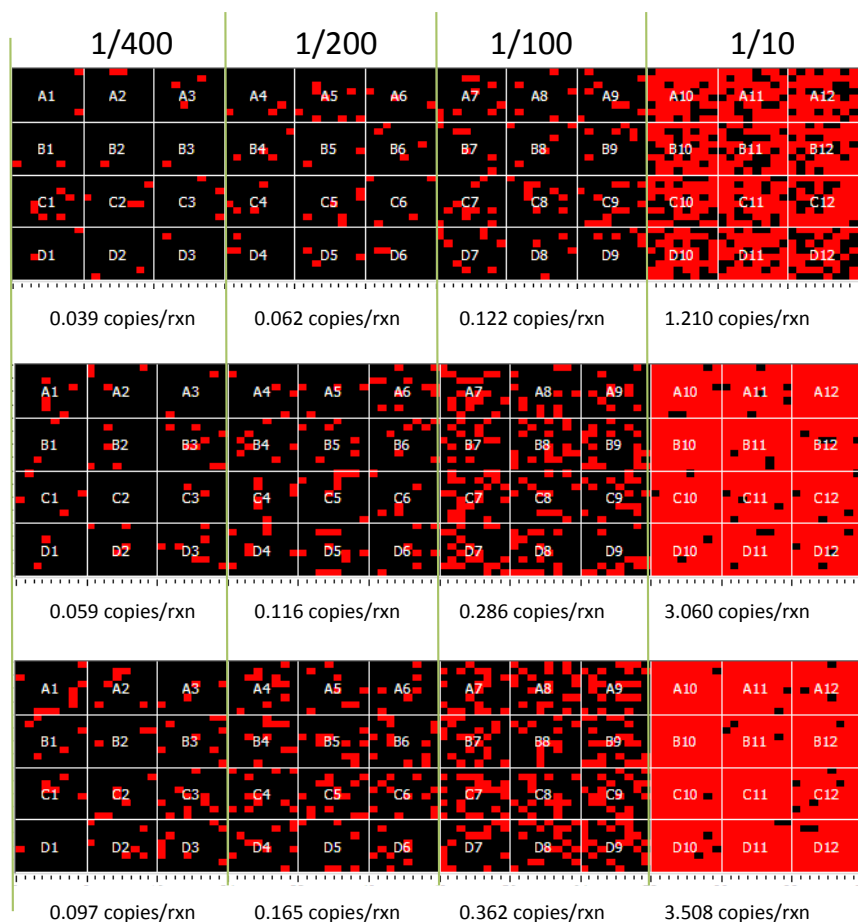 1/400 1/200 1/100 1/10
A1 A2 A3 A4 A5 A6 A7 A8 A9 A10 A11 A12
B1 B2 B3 B4 B5 B6 B7 B8 B9 B10 B11 B12
C1 C2 C3 C4 C5 C6 C7 C8 C9 C10 C11 C12
D1 D2 D3 D4 D5 D6 D7 D8 D9 D10 D11 D12
0.039 copies/rxn 0.062 copies/rxn 0.122 copies/rxn 1.210 copies/rxn
A1 A2 A3 A4 A5 A6 A7 A8 A9 A10 A11 A12
B1 B2 B3 B4 B5 B6 B7 B8 B9 B10 B11 B12
C1 C2 C3 C4 C5 C6 C7 C8 C9 C10 C11 C12
D1 D2 D3 D4 D5 D6 D7 D8 D9 D10 D11 D12
0.059 copies/rxn 0.116 copies/rxn 0.286 copies/rxn 3.060 copies/rxn
A1 A2 A3 A4 A5 A6 A7 A8 A9 A10 A11 A12
B1 B2 B3 B4 B5 B6 B7 B8 B9 B10 B11 B12
C1 C2 C3 C4 C5 C6 C7 C8 C9 C10 C11 C12
D1 D2 D3 D4 D5 D6 D7 D8 D9 D10 D11 D12
0.097 copies/rxn 0.165 copies/rxn 0.362 copies/rxn 3.508 copies/rxn